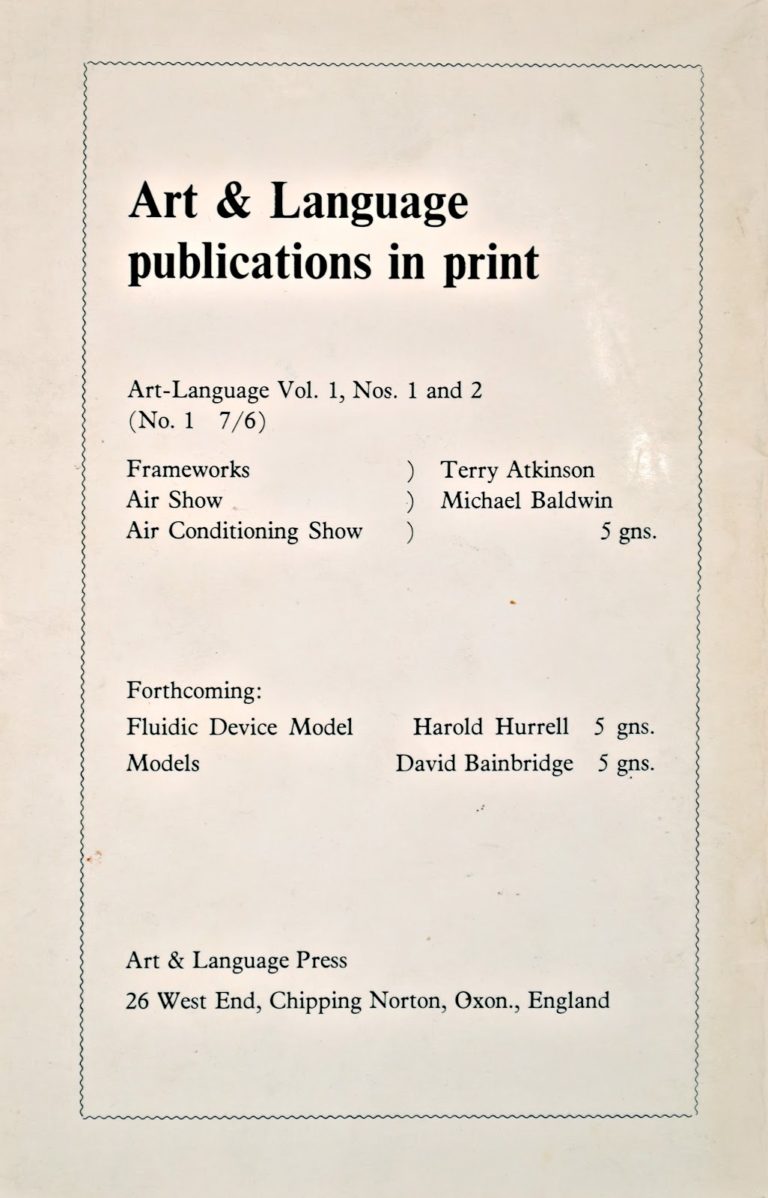 Art & Language
publications in print
Art-Language Vol. 1, Nos. 1 and 2
(No. 1 7/6)
Frameworks ) Terry Atkinson
Air Show ) Michael Baldwin
Air Conditioning Show ) 5 gns.
Forthcoming:
Fluidic Device Model Harold Hurrell 5 gns.
Models David Bainbridge 5 gns.
Art & Language Press
26 West End, Chipping Norton, Oxon., England